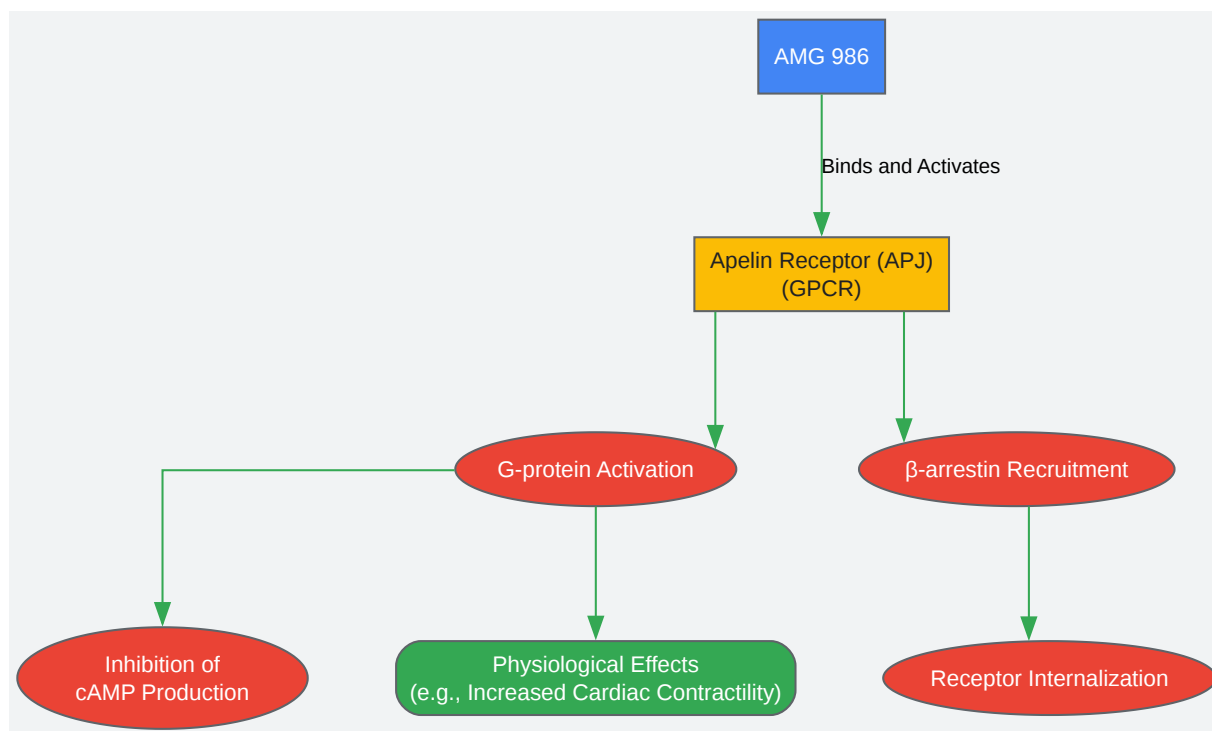 AMG 986
Binds and Activates
Apelin Receptor (APJ)
(GPCR)
G-protein Activation
β-arrestin Recruitment
Inhibition of
cAMP Production
Physiological Effects
(e.g., Increased Cardiac Contractility)
Receptor Internalization